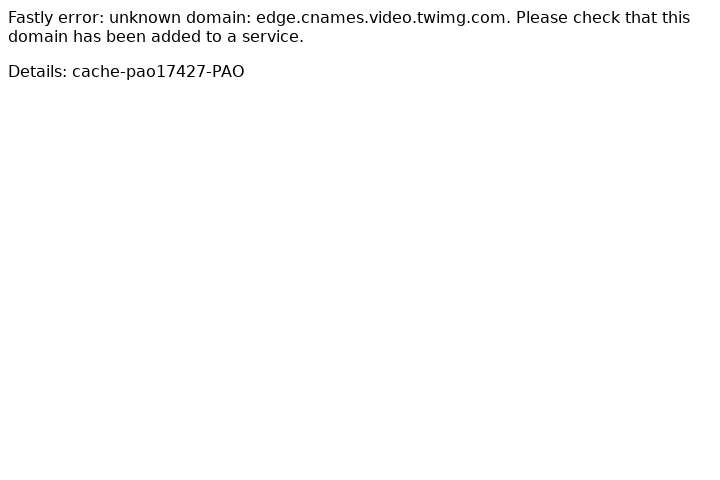 Fastly error: unknown domain: edge.cnames.video.twimg.com. Please check that this
domain has been added to a service.
Details: cache-pao17427-PAO